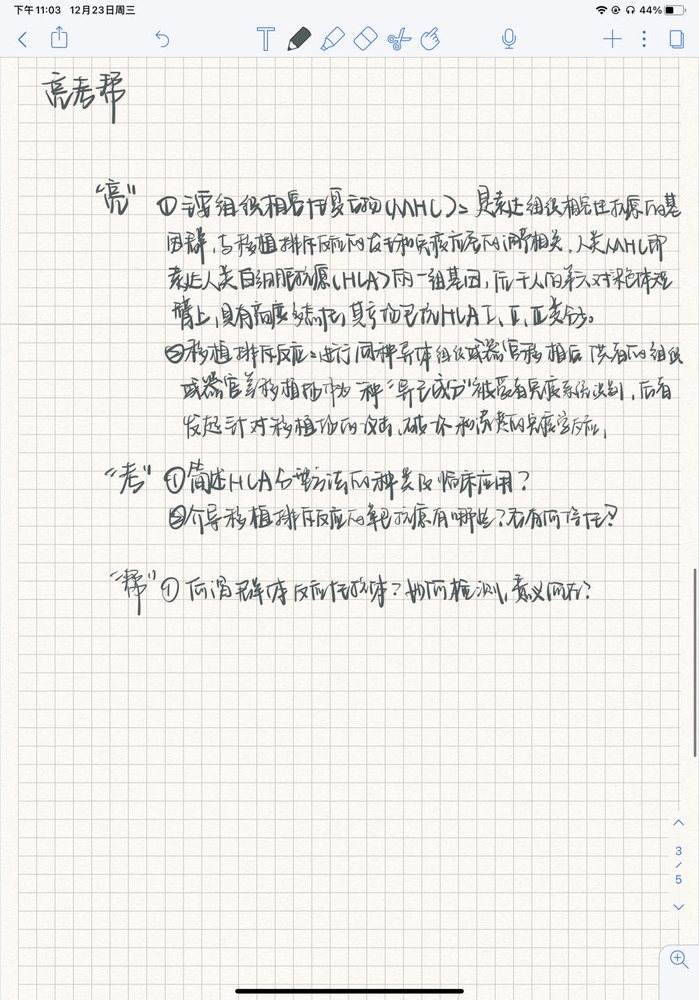 下午11:03 12月23日周三
44%
亮考帮
“亮” ①主要组织相容性复合物(MHC):是表达组织相容性抗原的基
因群,与移植排斥反应的发生和免疫应答的调节相关,人类MHC即
表达人类白细胞抗原(HLA)的一组基因,位于人的第六对染色体短
臂上,具有高度多态性,其产物包括HLA I、II、III类分子。
②移植排斥反应:进行同种异体组织或器官移植后 供者的组织
或器官等移植物作为一种“异己成分”被受者免疫系统识别,后者
发起针对移植物的攻击、破坏和清除的免疫学反应,
“考” ①简述HLA分型方法的种类及临床应用?
②介导移植排斥反应的靶抗原有哪些?各有何特性?
“帮” ①何谓群体反应性抗体?如何检测,意义何在?
3
/
5